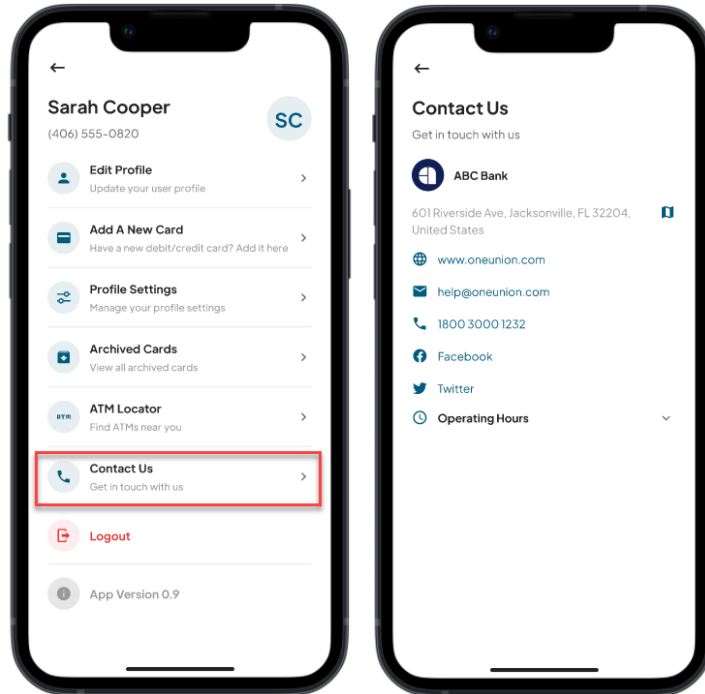 Sarah Cooper
(406) 555-0820
SC
Edit Profile
Update your user profile
Add A New Card
Have a new debit/credit card? Add it here
Profile Settings
Manage your profile settings
Archived Cards
View all archived cards
ATM
ATM Locator
Find ATMs near you
Contact Us
Get in touch with us
Logout
App Version 0.9
Contact Us
Get in touch with us
ABC Bank
601 Riverside Ave, Jacksonville, FL 32204,
United States
www.oneunion.com
help@oneunion.com
1800 3000 1232
Facebook
Twitter
Operating Hours